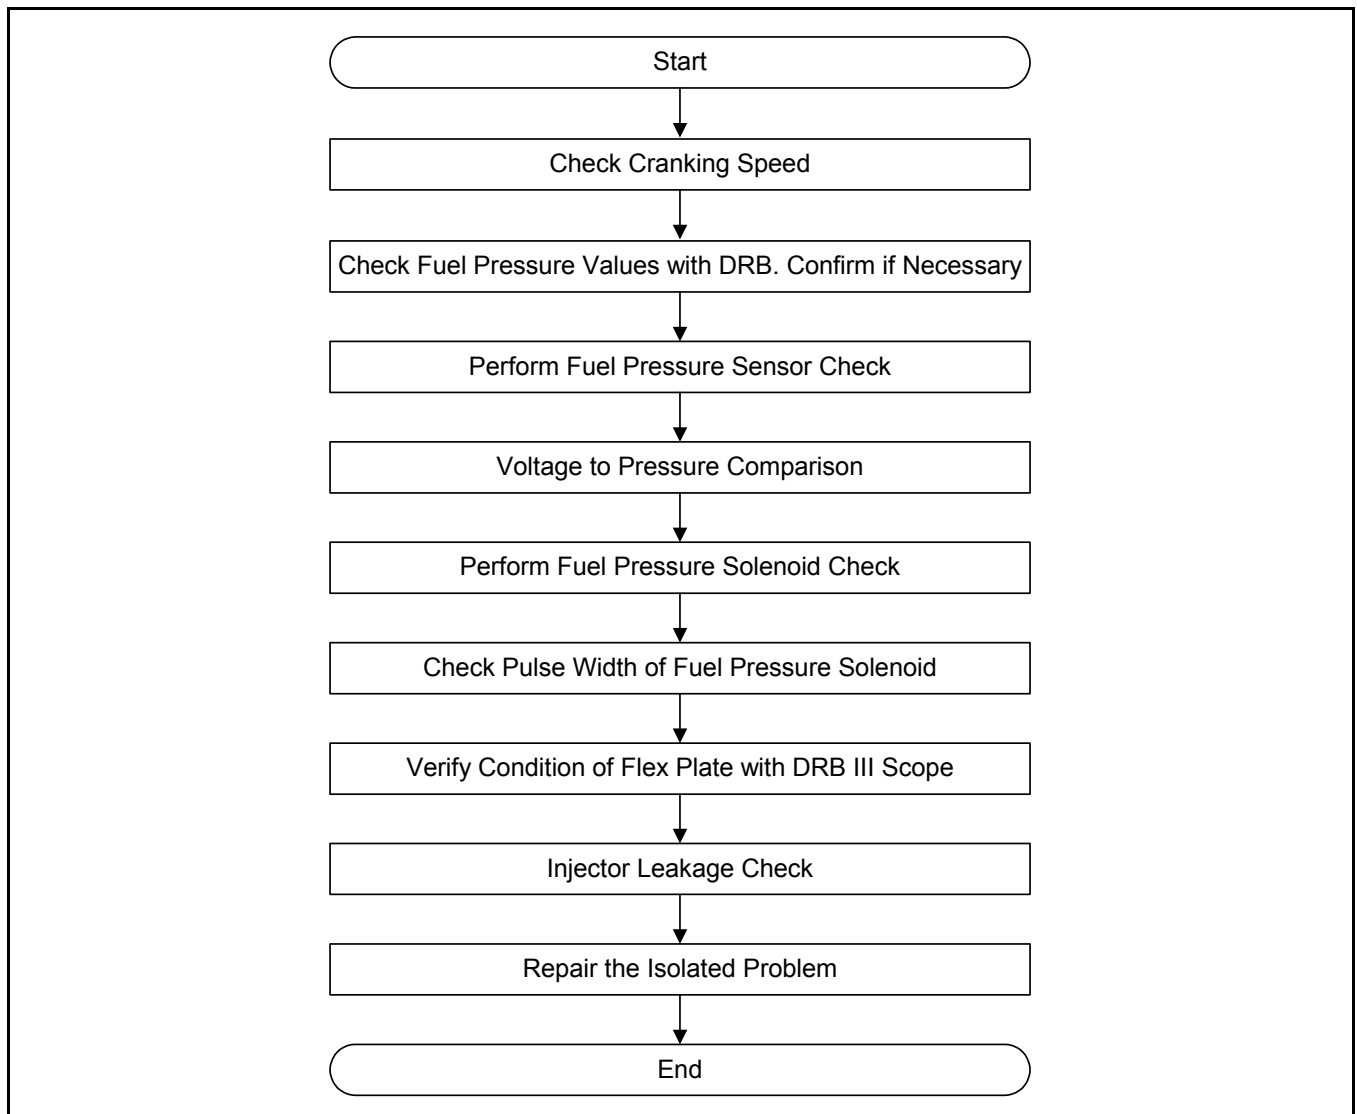 Start
Check Cranking Speed
Check Fuel Pressure Values with DRB. Confirm if Necessary
Perform Fuel Pressure Sensor Check
Voltage to Pressure Comparison
Perform Fuel Pressure Solenoid Check
Check Pulse Width of Fuel Pressure Solenoid
Verify Condition of Flex Plate with DRB III Scope
Injector Leakage Check
Repair the Isolated Problem
End